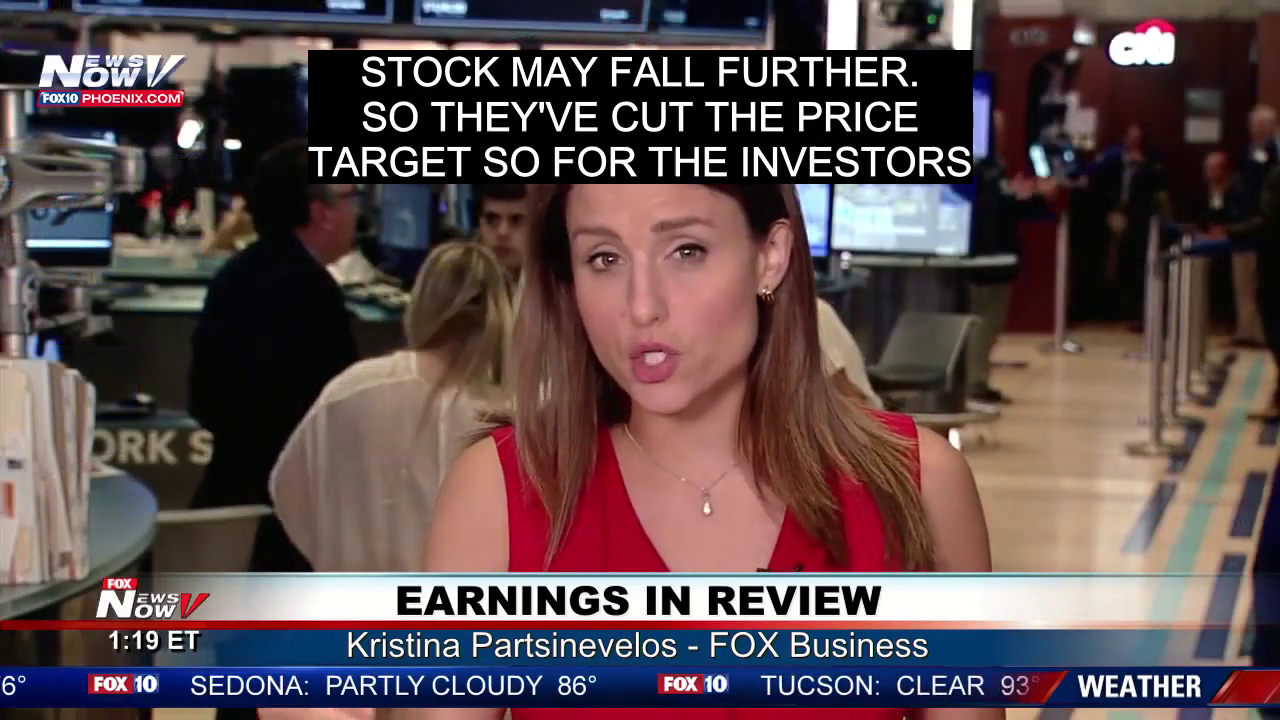 NEWS
NOW
FOX10 PHOENIX.COM
citi
STOCK MAY FALL FURTHER.
SO THEY'VE CUT THE PRICE
TARGET SO FOR THE INVESTORS
ORK S
FOX
NEWS
NOW
1:19 ET
EARNINGS IN REVIEW
Kristina Partsinevelos - FOX Business
6° FOX 10 SEDONA: PARTLY CLOUDY 86° FOX 10 TUCSON: CLEAR 93° WEATHER